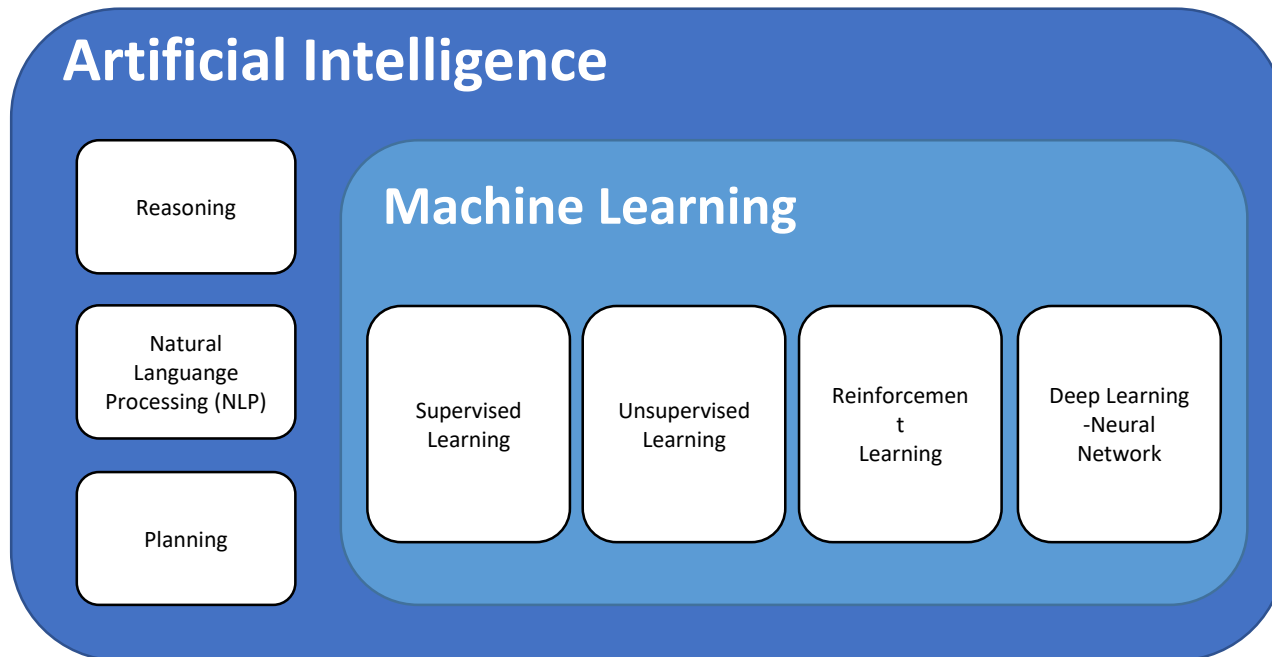 Artificial Intelligence
Reasoning
Machine Learning
Natural
Languange
Processing (NLP)
Planning
Supervised
Learning
Unsupervised
Learning
Reinforcemen
t
Learning
Deep Learning
-Neural
Network